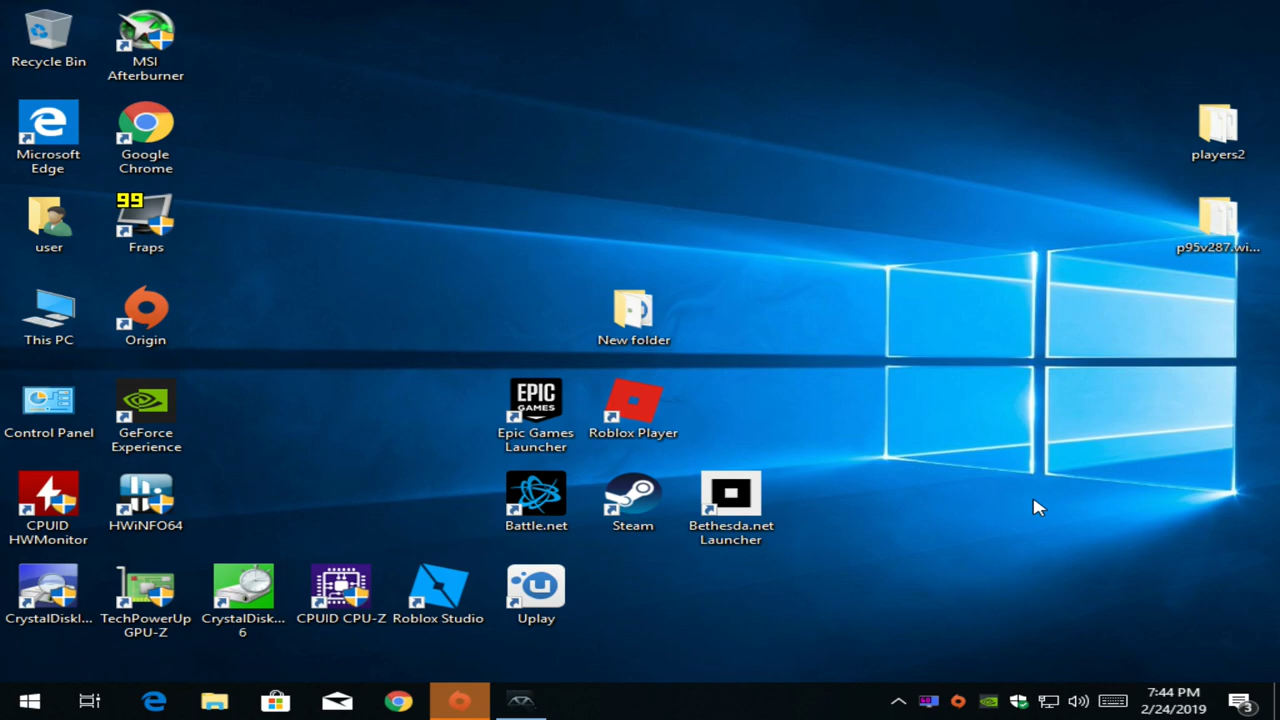 Recycle Bin
MSI
Afterburner
Microsoft
Edge
Google
Chrome
players2
user
99
Fraps
p95v287.wi...
This PC
Origin
New folder
Control Panel
GeForce
Experience
EPIC
GAMES
Epic Games
Launcher
Roblox Player
CPUID
HWMonitor
HWiNFO64
Battle.net
Steam
Bethesda.net
Launcher
CrystalDiskI...
TechPowerUp
GPU-Z
CrystalDisk...
6
CPUID CPU-Z
Roblox Studio
Uplay
7:44 PM
2/24/2019
3